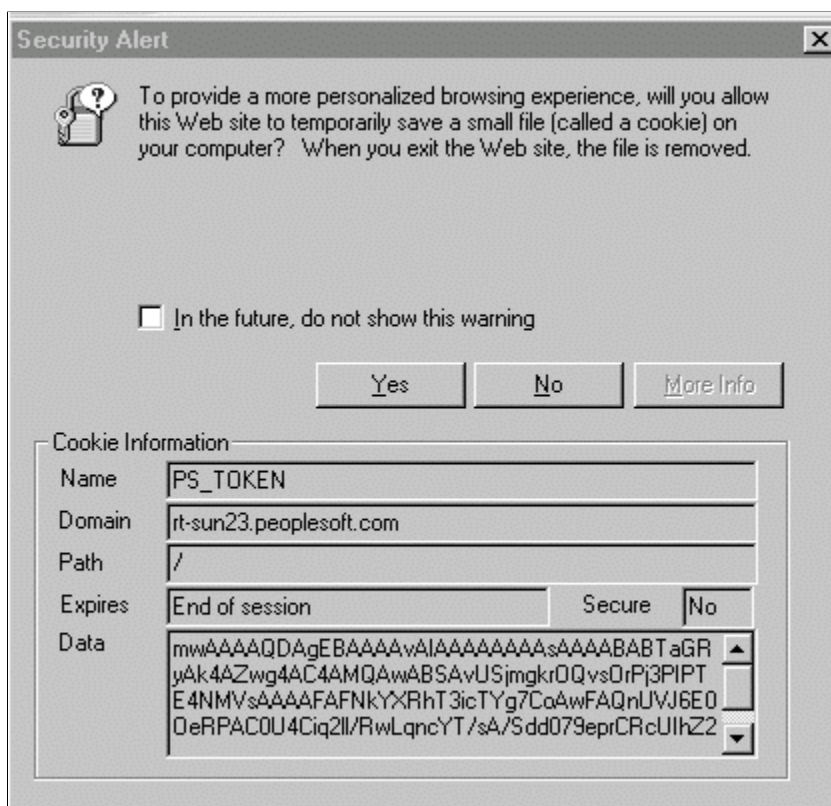 Security Alert
To provide a more personalized browsing experience, will you allow
this Web site to temporarily save a small file (called a cookie) on
your computer? When you exit the Web site, the file is removed.
In the future, do not show this warning
Yes No More Info
Cookie Information
Name PS_TOKEN
Domain rt-sun23.peoplesoft.com
Path /
Expires End of session Secure No
Data mwAAAAQDAgEBAAAAvAIAAAAAAAAsAAAABABTaGR
yAk4AZwg4AC4AMQAwABSAvUSjmgkrOQvsOrPj3PIPT
E4NMVsAAAAFAFNkYXRhT3icTYg7CoAwFAQnUVJ6E0
OeRPAC0U4Ciq2Il/RwLqncYT/sA/Sdd079eprCRcUIhZ2